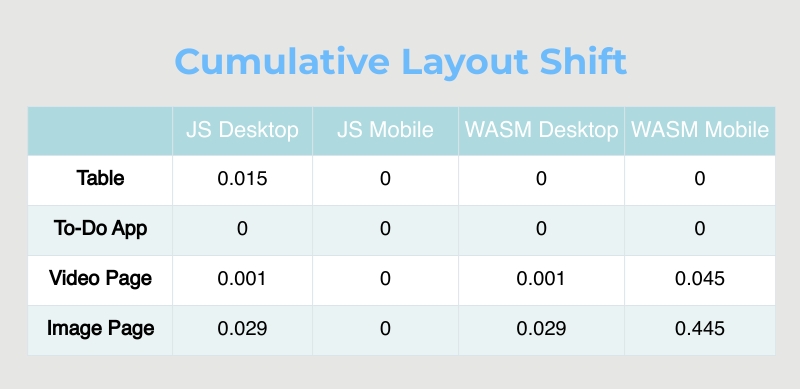 Cumulative Layout Shift
JS Desktop JS Mobile WASM Desktop WASM Mobile
Table 0.015 0 0 0
To-Do App 0 0 0 0
Video Page 0.001 0 0.001 0.045
Image Page 0.029 0 0.029 0.445